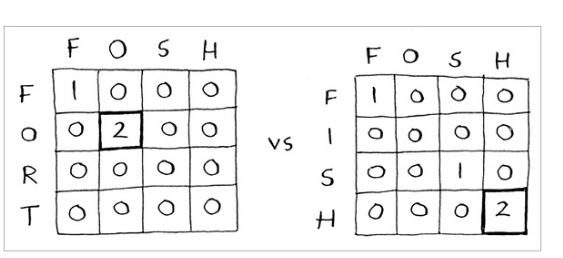 F O S H
F 1 0 0 0
O 0 2 0 0
R 0 0 0 0
T 0 0 0 0
vs
F O S H
F 1 0 0 0
I 0 0 0 0
S 0 0 1 0
H 0 0 0 2